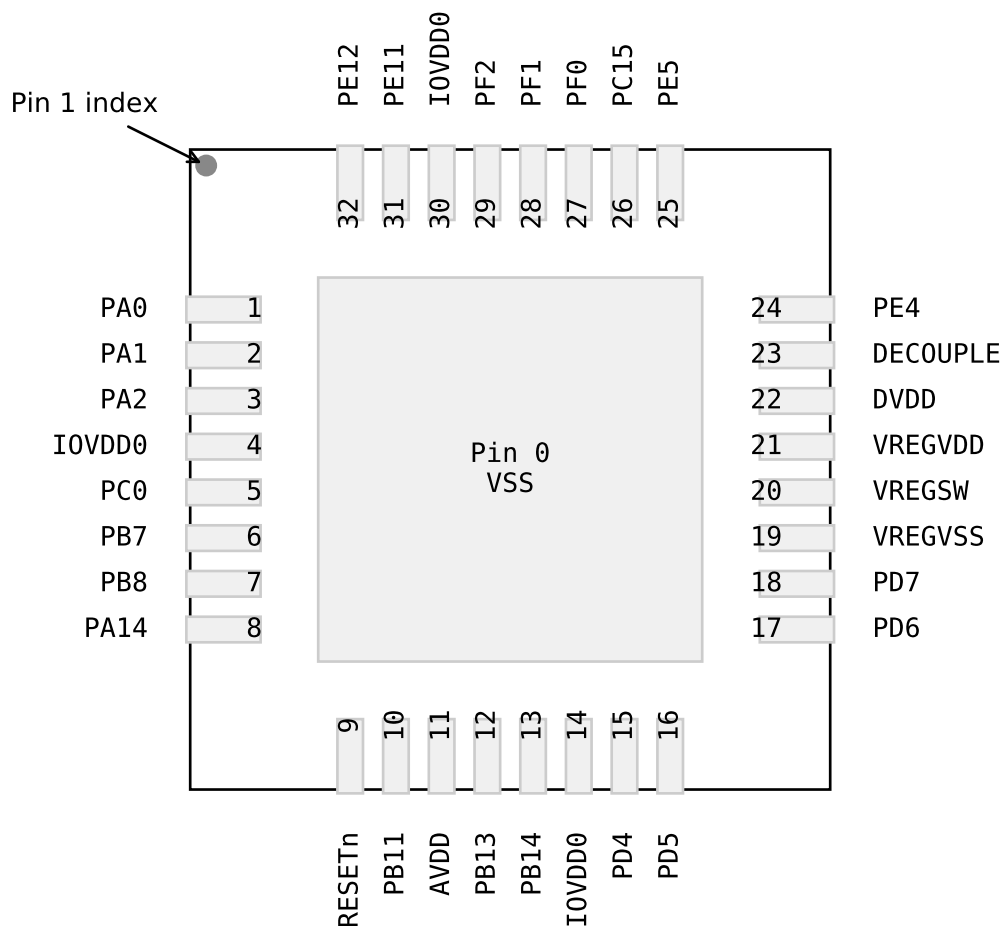 PE12
PE11
IOVDD0
PF2
PF1
PF0
PC15
PE5
Pin 1 index
32
31
30
29
28
27
26
25
PA0 1
PA1 2
PA2 3
IOVDD0 4
PC0 5
PB7 6
PB8 7
PA14 8
Pin 0
VSS
24 PE4
23 DECOUPLE
22 DVDD
21 VREGVDD
20 VREGSW
19 VREGVSS
18 PD7
17 PD6
9
10
11
12
13
14
15
16
RESETn
PB11
AVDD
PB13
PB14
IOVDD0
PD4
PD5